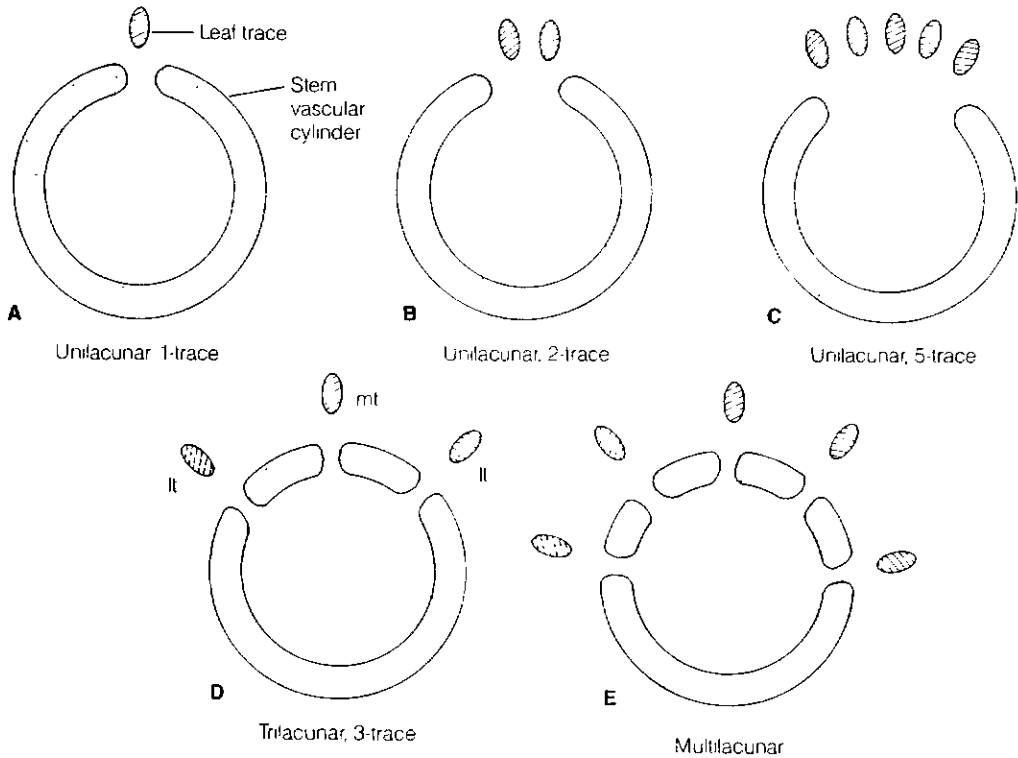 Leaf trace
Stem
vascular
cylinder
A
Unilacunar 1-trace
B
Unilacunar, 2-trace
C
Unilacunar, 5-trace
mt
lt
lt
D
Trilacunar, 3-trace
E
Multilacunar